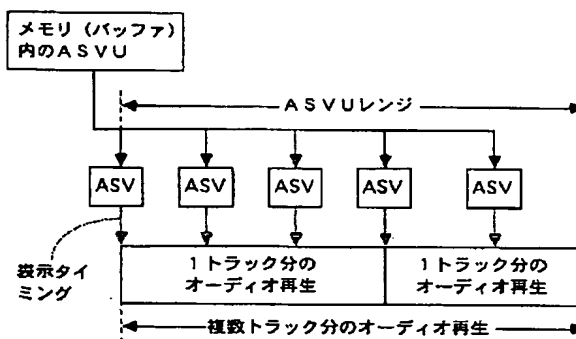 メモリ（バッファ）
内のＡＳＶＵ
ＡＳＶＵレンジ
ASV ASV ASV ASV ASV
表示タイ
ミング
１トラック分の
オーディオ再生
１トラック分の
オーディオ再生
複数トラック分のオーディオ再生